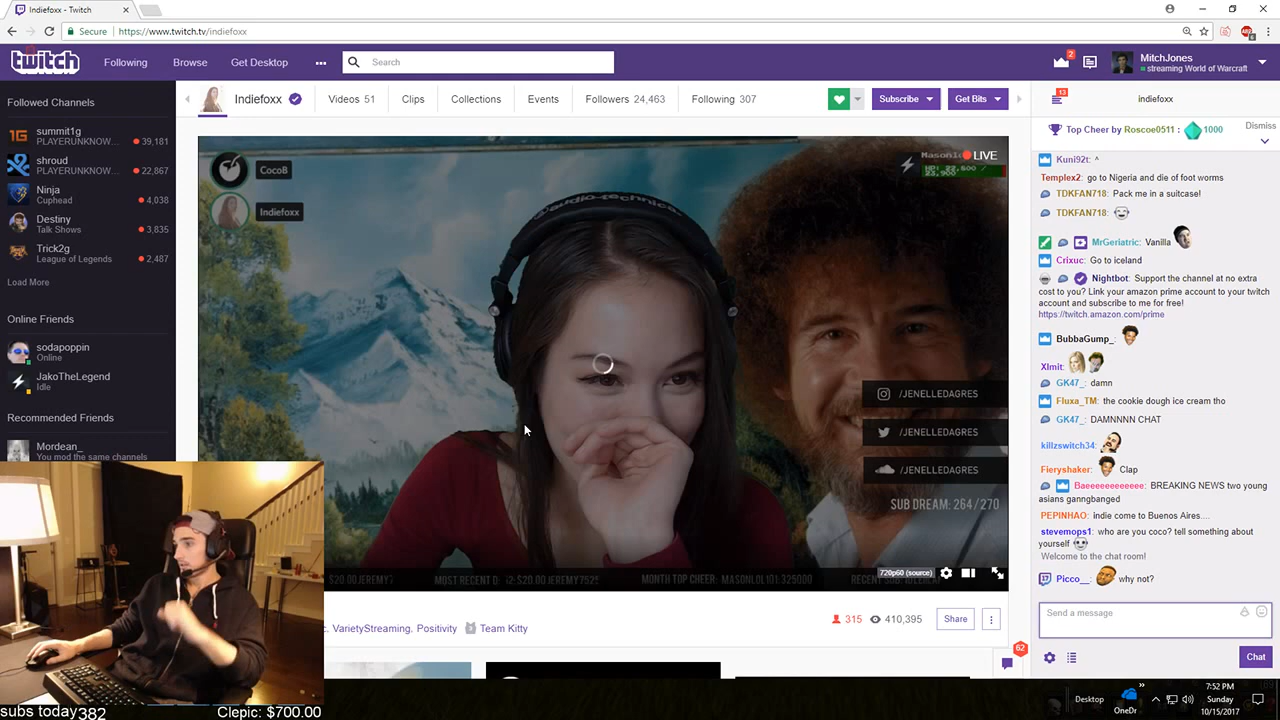 Indiefoxx - Twitch
Secure
https://www.twitch.tv/indiefoxx
twitch
Following
Browse
Get Desktop
Search
2
MitchJones
streaming World of Warcraft
Followed Channels
summit1g
PLAYERUNKNOW...
39,181
shroud
PLAYERUNKNOW...
22,867
Ninja
Cuphead
4,038
Destiny
Talk Shows
3,835
Trick2g
League of Legends
2,487
Load More
Online Friends
sodapoppin
Online
JakoTheLegend
Idle
Recommended Friends
Mordean_
You mod the same channels
Indiefoxx
Videos 51
Clips
Collections
Events
Followers 24,463
Following 307
Subscribe
Get Bits
CocoB
Indiefoxx
LIVE
audio-technica
/JENELLEDAGRES
/JENELLEDAGRES
/JENELLEDAGRES
SUB DREAM: 264/270
720p60 (source)
MONTH TOP CHEER: MASONLOL101: 3250.00
VarietyStreaming, Positivity
Team Kitty
315
410,395
Share
62
13
indiefoxx
Top Cheer by Roscoe0511 : 1000
Dismiss
Kuni92t: ^
Templex2: go to Nigeria and die of foot worms
TDKFAN718: Pack me in a suitcase!
TDKFAN718:
MrGeriatric: Vanilla
Crixuc: Go to iceland
Nightbot: Support the channel at no extra
cost to you? Link your amazon prime account to your twitch
account and subscribe to me for free!
https://twitch.amazon.com/prime
BubbaGump_:
Xlmit:
GK47_: damn
Fluxa_TM: the cookie dough ice cream tho
GK47_: DAMNNNN CHAT
killzswitch34:
Fieryshaker: Clap
Baeeeeeeeeeeee: BREAKING NEWS two young
asians ganngbanged
PEPINHAO: indie come to Buenos Aires....
stevemops1: who are you coco? tell something about
yourself
Welcome to the chat room!
Picco__: why not?
Send a message
Chat
subs today382
Clepic: $700.00
Desktop
OneDr
7:52 PM
Sunday
10/15/2017